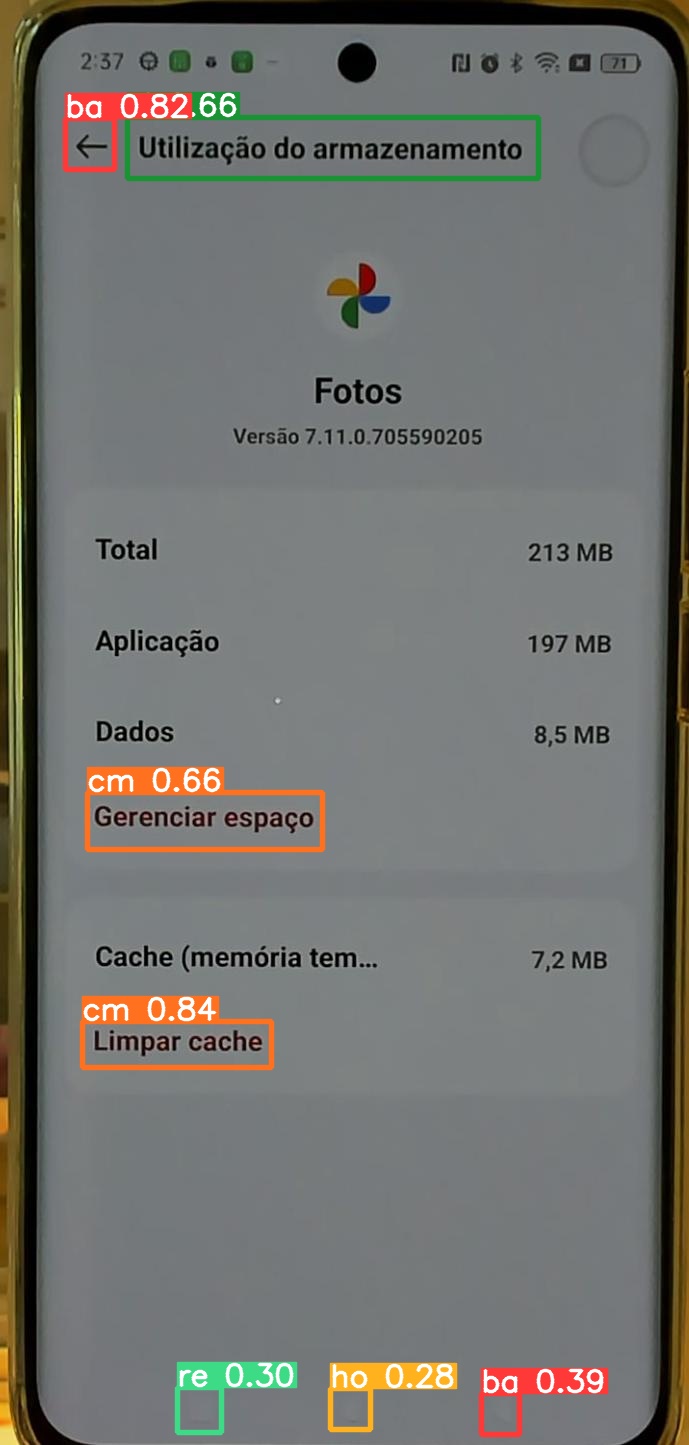 2:37 71
ba 0.82 .66
Utilização do armazenamento
Fotos
Versão 7.11.0.705590205
Total 213 MB
Aplicação 197 MB
Dados 8,5 MB
cm 0.66
Gerenciar espaço
Cache (memória tem... 7,2 MB
cm 0.84
Limpar cache
re 0.30 ho 0.28 ba 0.39